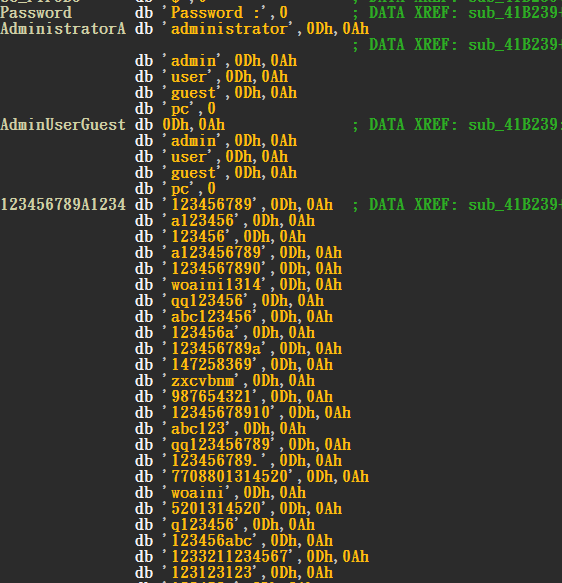 Password db 'Password :',0 ; DATA XREF: sub_41B239+
AdministratorA db 'administrator',0Dh,0Ah
; DATA XREF: sub_41B239+
db 'admin',0Dh,0Ah
db 'user',0Dh,0Ah
db 'guest',0Dh,0Ah
db 'pc',0
AdminUserGuest db 0Dh,0Ah ; DATA XREF: sub_41B239:
db 'admin',0Dh,0Ah
db 'user',0Dh,0Ah
db 'guest',0Dh,0Ah
db 'pc',0
123456789A1234 db '123456789',0Dh,0Ah ; DATA XREF: sub_41B239+
db 'a123456',0Dh,0Ah
db '123456',0Dh,0Ah
db 'a123456789',0Dh,0Ah
db '1234567890',0Dh,0Ah
db 'woaini1314',0Dh,0Ah
db 'qq123456',0Dh,0Ah
db 'abc123456',0Dh,0Ah
db '123456a',0Dh,0Ah
db '123456789a',0Dh,0Ah
db '147258369',0Dh,0Ah
db 'zxcvbnm',0Dh,0Ah
db '987654321',0Dh,0Ah
db '12345678910',0Dh,0Ah
db 'abc123',0Dh,0Ah
db 'qq123456789',0Dh,0Ah
db '123456789.',0Dh,0Ah
db '7708801314520',0Dh,0Ah
db 'woaini',0Dh,0Ah
db '5201314520',0Dh,0Ah
db 'q123456',0Dh,0Ah
db '123456abc',0Dh,0Ah
db '1233211234567',0Dh,0Ah
db '123123123',0Dh,0Ah